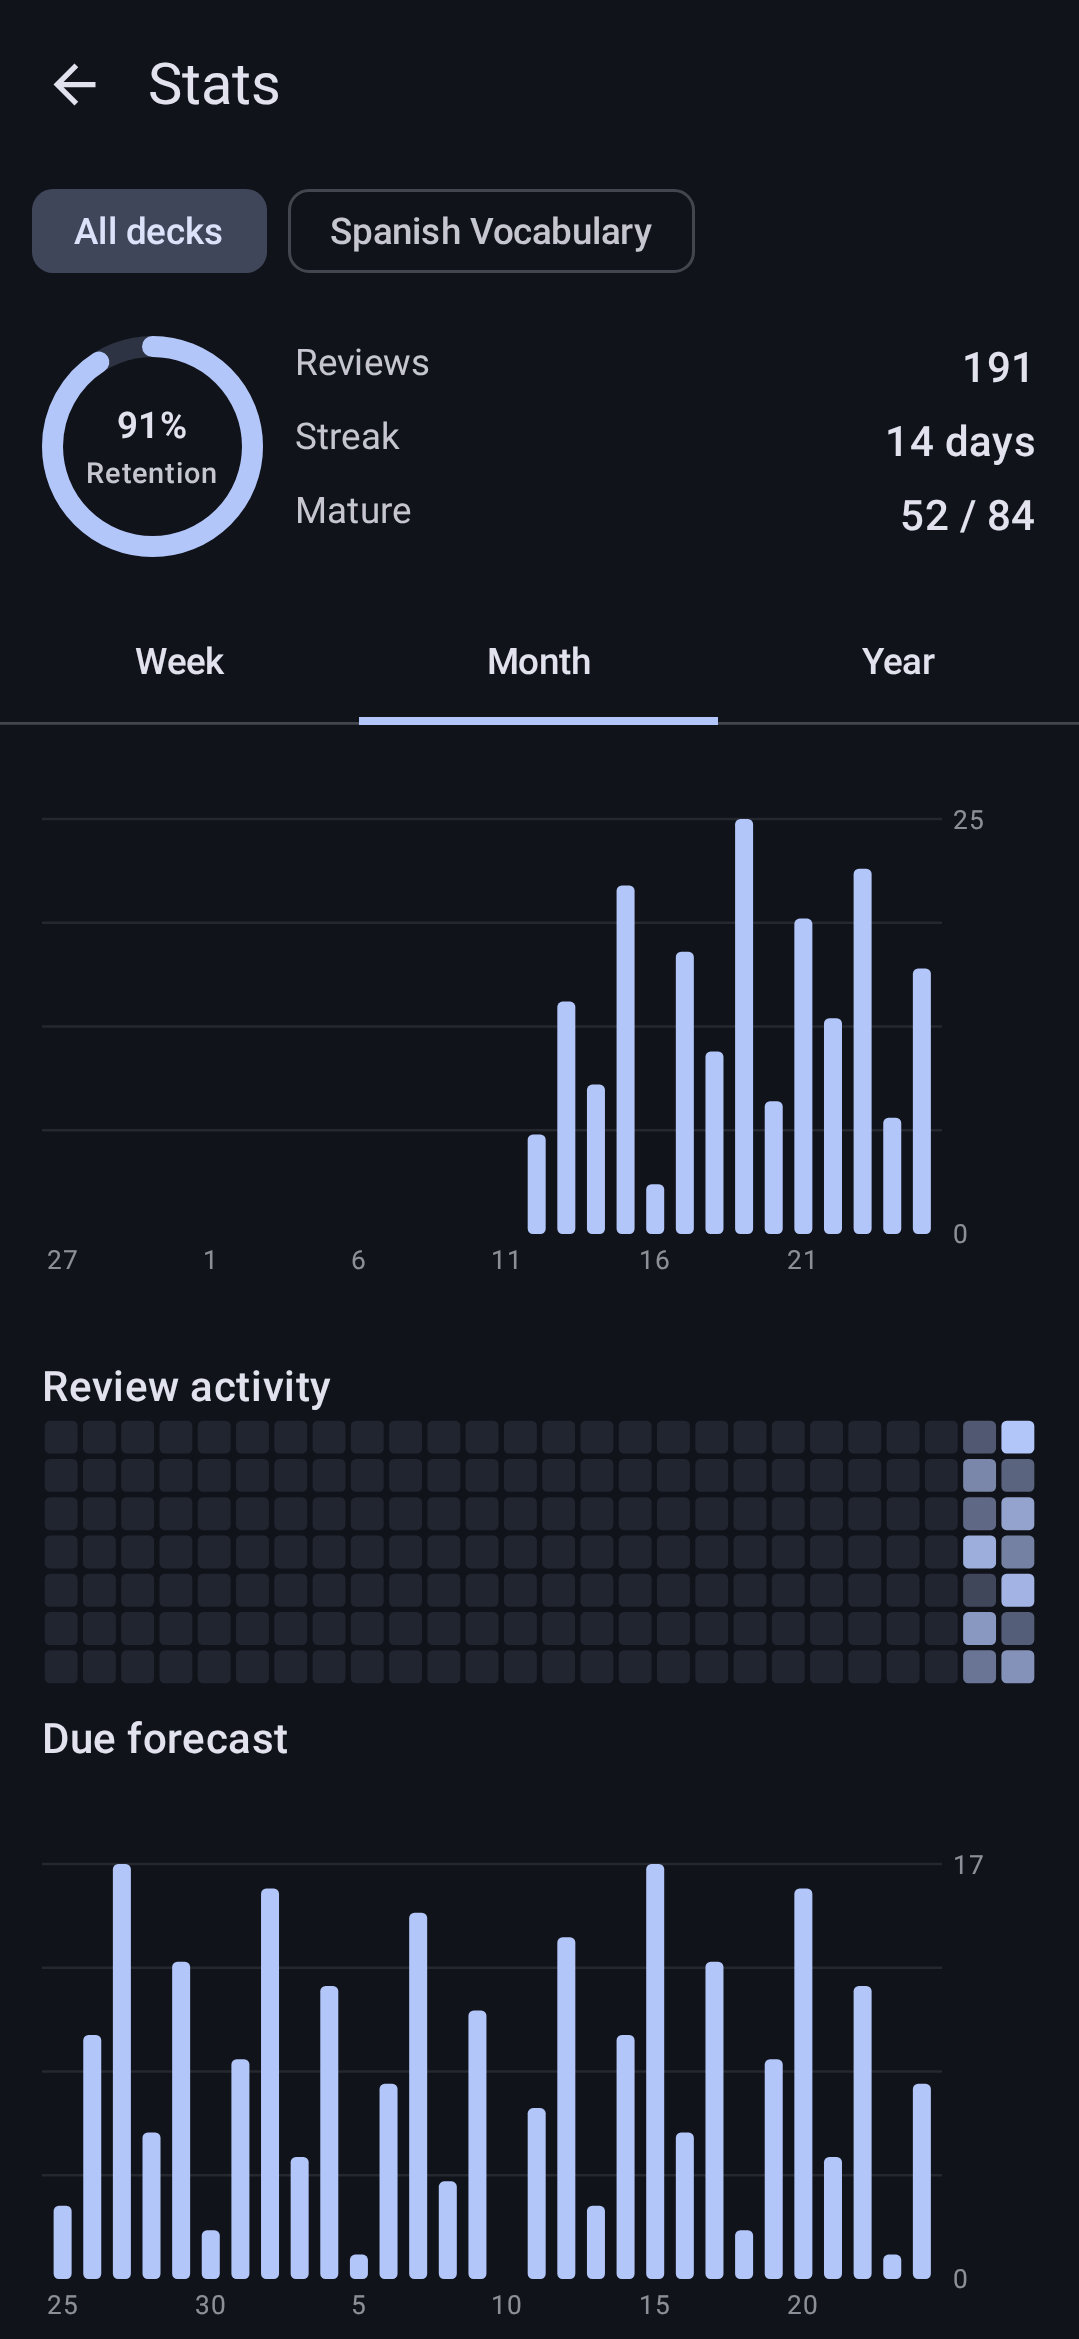 Stats
All decks
Spanish Vocabulary
91%
Retention
Reviews 191
Streak 14 days
Mature 52 / 84
Week Month Year
25
0
27 1 6 11 16 21
Review activity
Due forecast
17
0
25 30 5 10 15 20